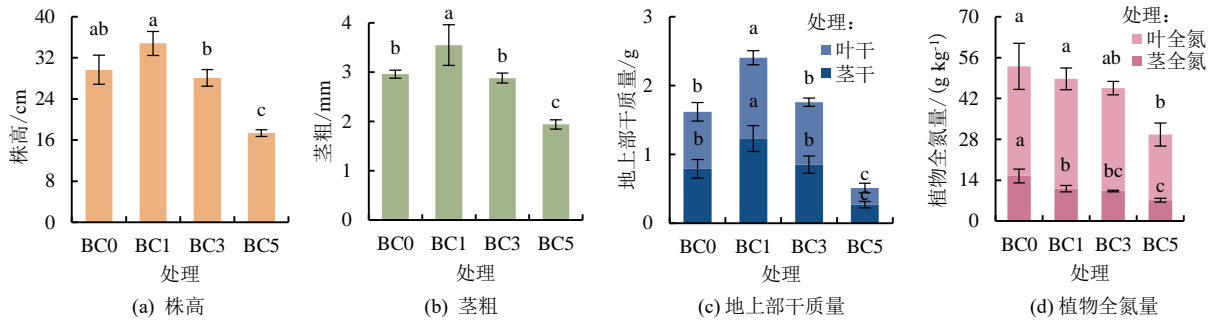 40
32
24
16
8
0
株高/cm
ab
a
b
c
BC0 BC1 BC3 BC5
处理
(a) 株高
4
3
2
1
0
茎粗/mm
b
a
b
c
BC0 BC1 BC3 BC5
处理
(b) 茎粗
3
2
1
0
地上部干质量/g
处理：
叶干
茎干
b
a
b
c
b
a
b
c
BC0 BC1 BC3 BC5
处理
(c) 地上部干质量
70
56
42
28
14
0
植物全氮量/(g kg⁻¹)
处理：
叶全氮
茎全氮
a
a
ab
b
a
b
bc
c
BC0 BC1 BC3 BC5
处理
(d) 植物全氮量